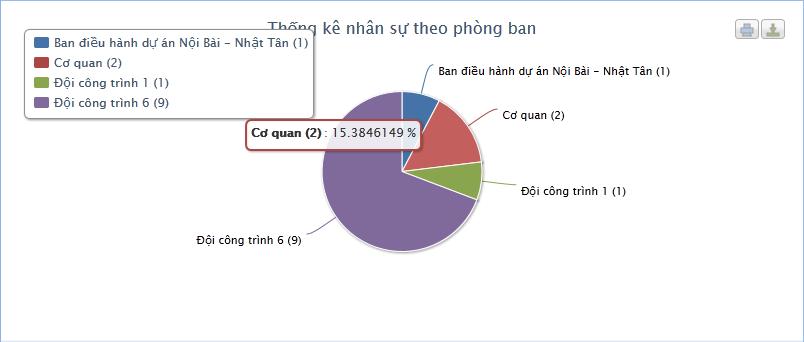 Thống kê nhân sự theo phòng ban
Ban điều hành dự án Nội Bài - Nhật Tân (1)
Cơ quan (2)
Đội công trình 1 (1)
Đội công trình 6 (9)
Ban điều hành dự án Nội Bài - Nhật Tân (1)
Cơ quan (2)
Cơ quan (2) : 15.3846149 %
Đội công trình 1 (1)
Đội công trình 6 (9)